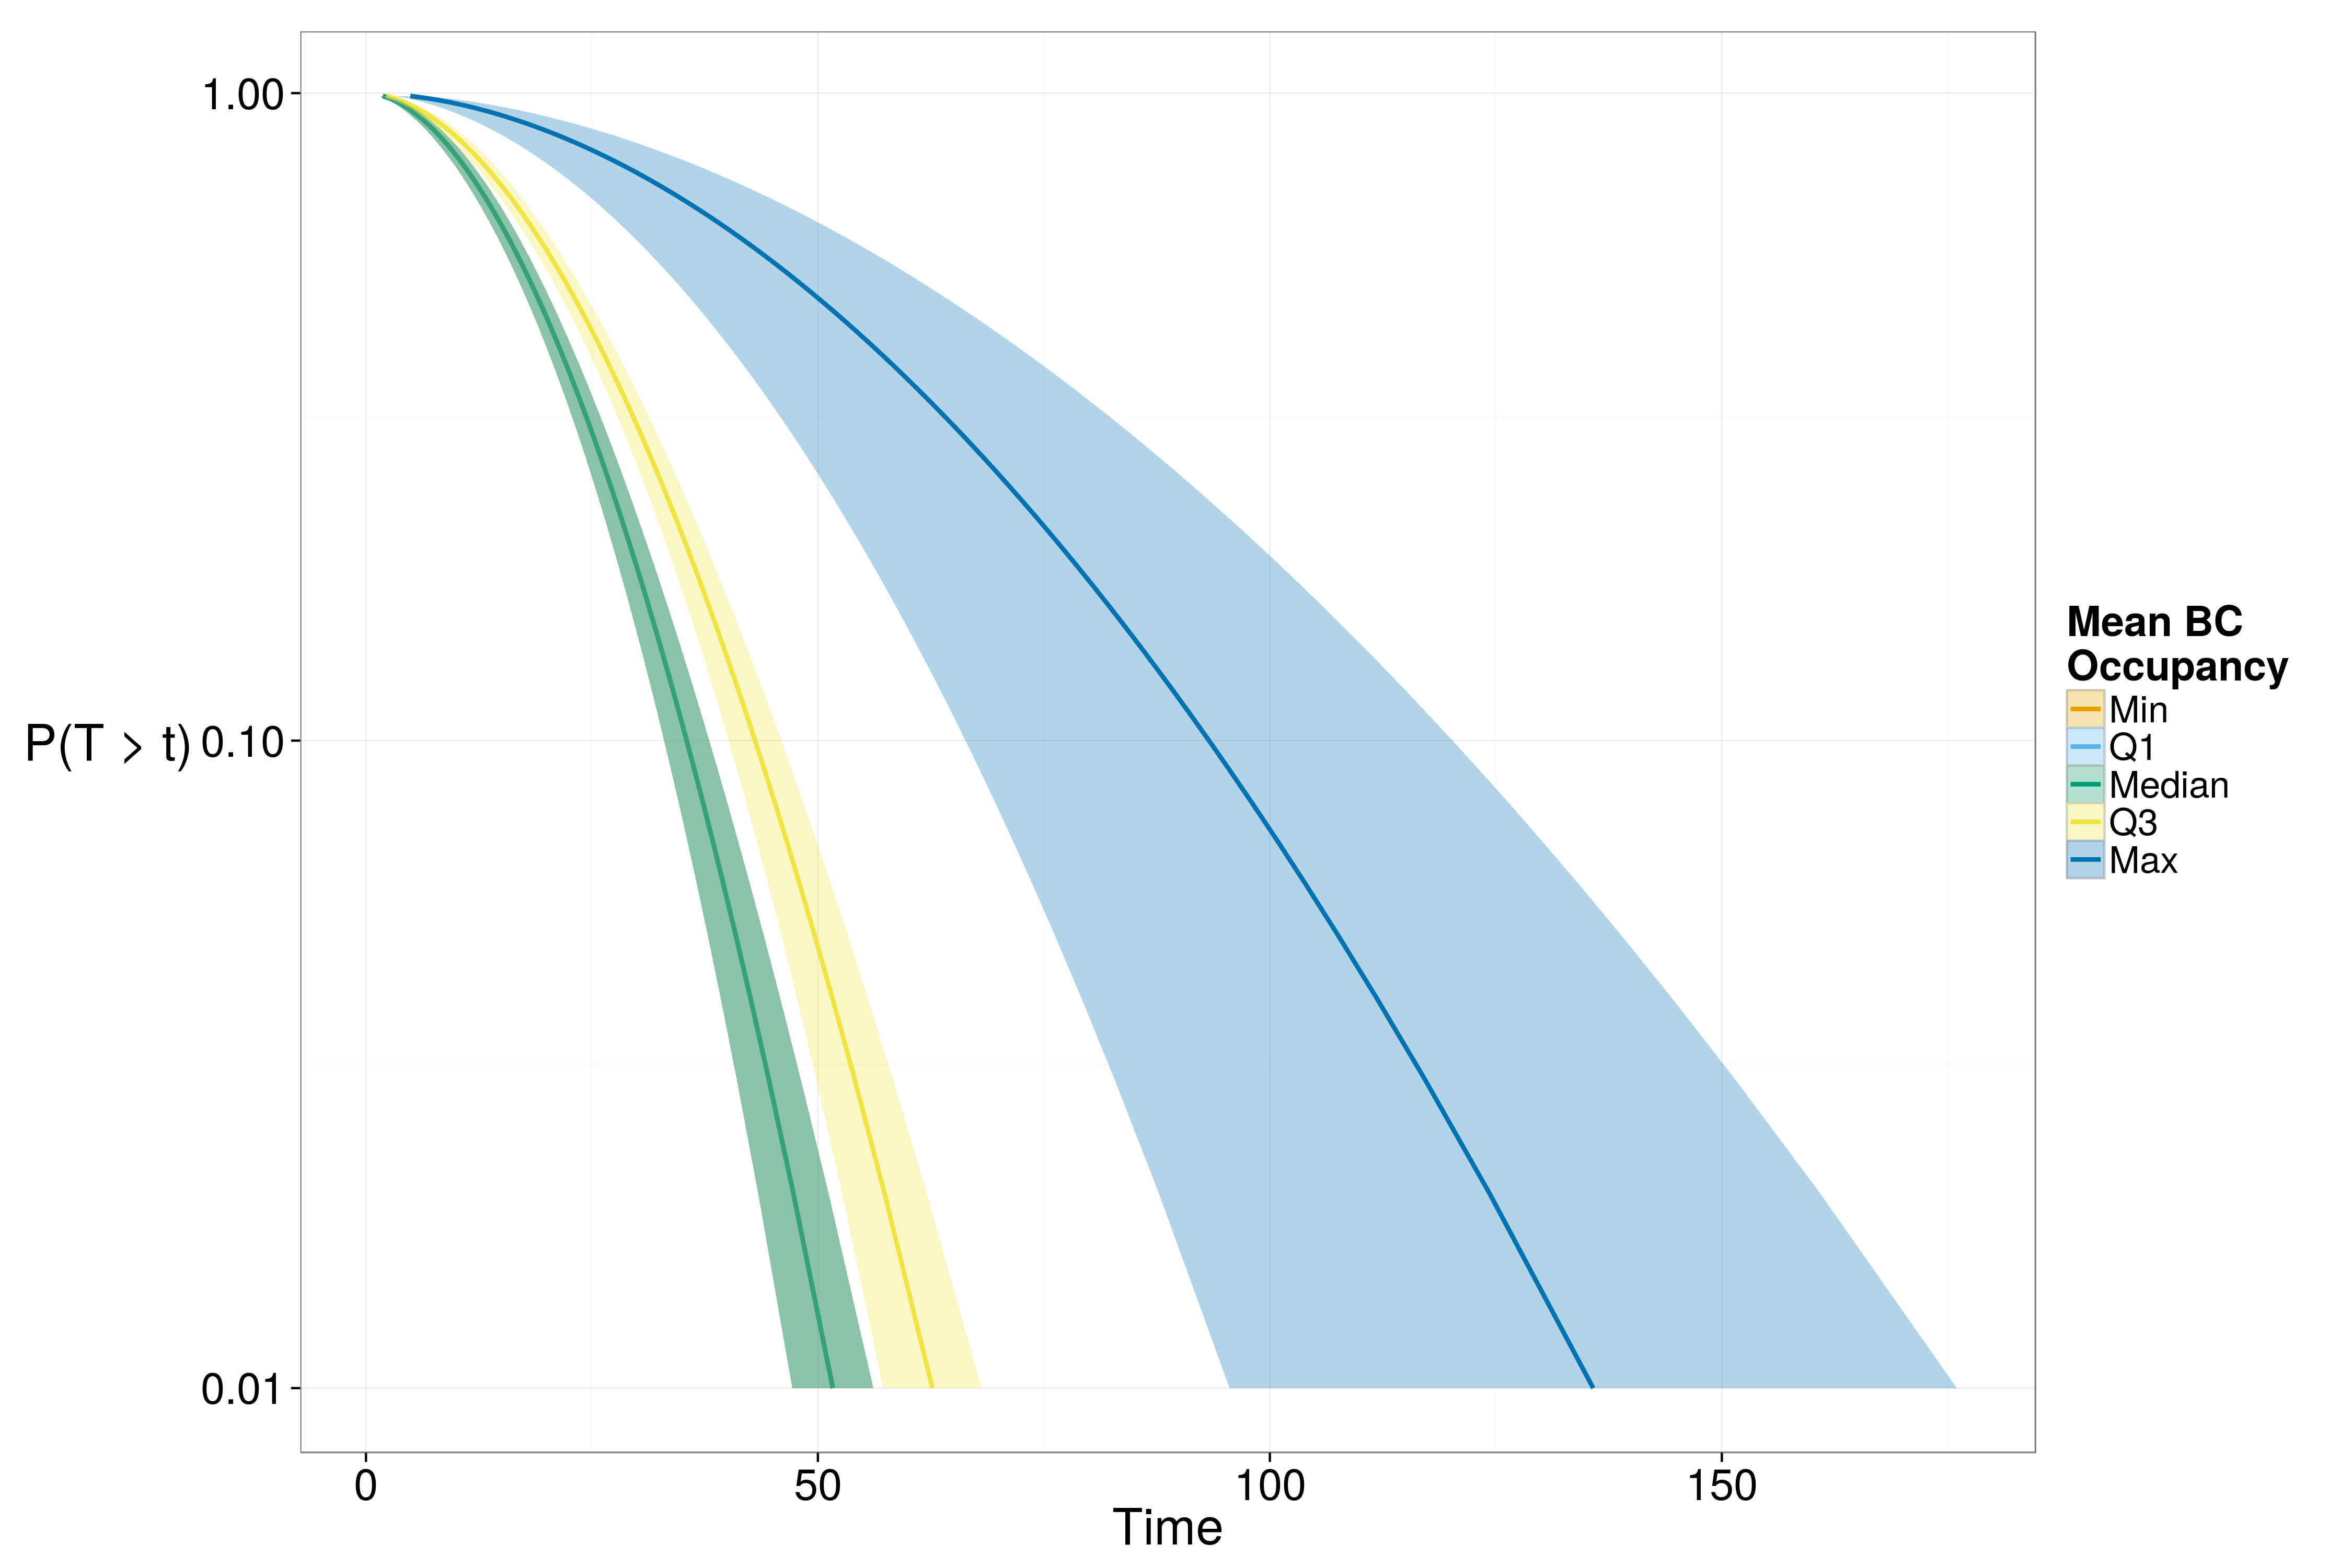 1.00
P(T > t) 0.10
0.01
0 50 100 150
Time
Mean BC
Occupancy
Min
Q1
Median
Q3
Max